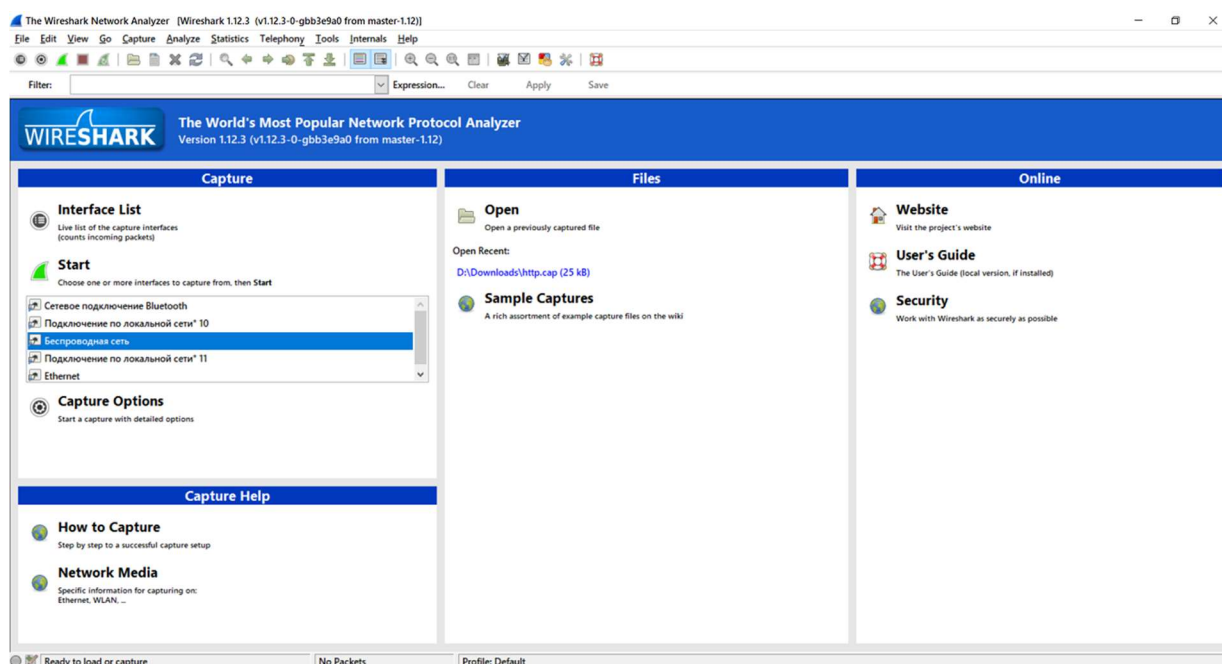 The Wireshark Network Analyzer [Wireshark 1.12.3 (v1.12.3-0-gbb3e9a0 from master-1.12)]
File Edit View Go Capture Analyze Statistics Telephony Tools Internals Help
Filter: Expression... Clear Apply Save
WIRESHARK
The World's Most Popular Network Protocol Analyzer
Version 1.12.3 (v1.12.3-0-gbb3e9a0 from master-1.12)
Capture
Interface List
Live list of the capture interfaces
(counts incoming packets)
Start
Choose one or more interfaces to capture from, then Start
Сетевое подключение Bluetooth
Подключение по локальной сети* 10
Беспроводная сеть
Подключение по локальной сети* 11
Ethernet
Capture Options
Start a capture with detailed options
Capture Help
How to Capture
Step by step to a successful capture setup
Network Media
Specific information for capturing on:
Ethernet, WLAN, ...
Files
Open
Open a previously captured file
Open Recent:
D:\Downloads\http.cap (25 kB)
Sample Captures
A rich assortment of example capture files on the wiki
Online
Website
Visit the project's website
User's Guide
The User's Guide (local version, if installed)
Security
Work with Wireshark as securely as possible
Ready to load or capture No Packets Profile: Default